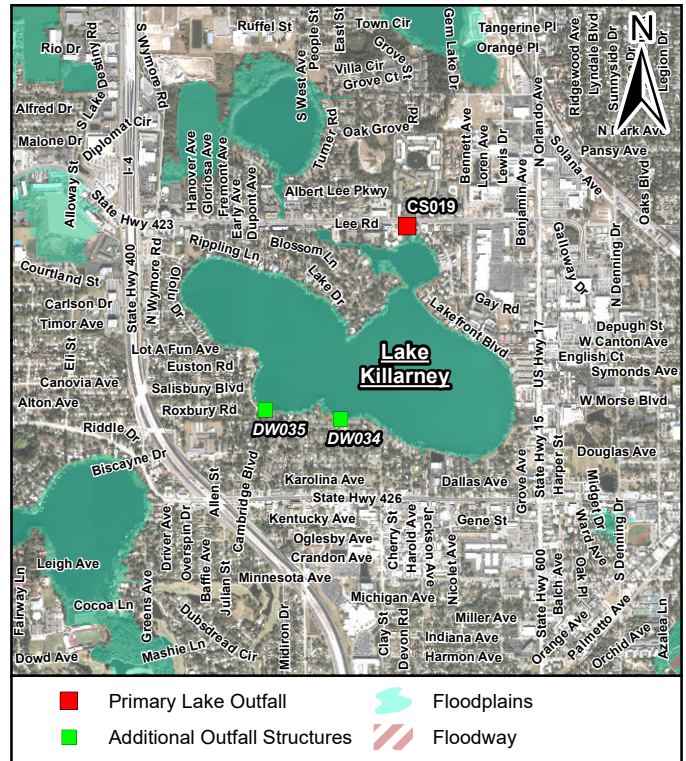 Ruffel St
Town Cir
Tangerine Pl
Orange Pl
Rio Dr
S Lake Destiny Rd
S Wymore Rd
People St
East St
Grove St
Gem Lake Dr
Ridgewood Ave
Lyndale Blvd
Sunnyside Dr
Legion Dr
N
Villa Cir
Grove Ct
S West Ave
Alfred Dr
Malone Dr
Diplomat Cir
I-4
Turner Rd
Oak Grove Rd
N Park Ave
Pansy Ave
N Orlando Ave
Solana Ave
Bennett Ave
Loren Ave
Lewis Dr
Benjamin Ave
Oaks Blvd
Hanover Ave
Gloriosa Ave
Fremont Ave
Early Ave
Dupont Ave
Albert Lee Pkwy
Alloway St
State Hwy 423
CS019
Lee Rd
Rippling Ln
Blossom Ln
Galloway Dr
N Denning Dr
Courtland St
State Hwy 400
N Wymore Rd
Ololu Dr
Lake Dr
Lakefront Blvd
Gay Rd
Carlson Dr
Timor Ave
Eli St
Lot A Fun Ave
Euston Rd
US Hwy 17
Depugh St
W Canton Ave
English Ct
Symonds Ave
Lake
Killarney
Canovia Ave
Salisbury Blvd
Alton Ave
Roxbury Rd
W Morse Blvd
DW035
DW034
Riddle Dr
Biscayne Dr
Allen St
Cambridge Blvd
Karolina Ave
Dallas Ave
Grove Ave
State Hwy 15
Harper St
Douglas Ave
State Hwy 426
Midget Dr
Ward Ave
S Denning Dr
Driver Ave
Overspin Dr
Kentucky Ave
Gene St
Oglesby Ave
Crandon Ave
Cherry St
Harold Ave
Jackson Ave
Nicolet Ave
Leigh Ave
Baffie Ave
Julian St
Minnesota Ave
State Hwy 600
Balch Ave
Oak Pl
Fairway Ln
Cocoa Ln
Greens Ave
Michigan Ave
Dubsdread Cir
Midiron Dr
Clay St
Devon Rd
Miller Ave
Orange Ave
Palmetto Ave
Orchid Ave
Azalea Ln
Dowd Ave
Mashie Ln
Indiana Ave
Harmon Ave
Primary Lake Outfall
Floodplains
Additional Outfall Structures
Floodway